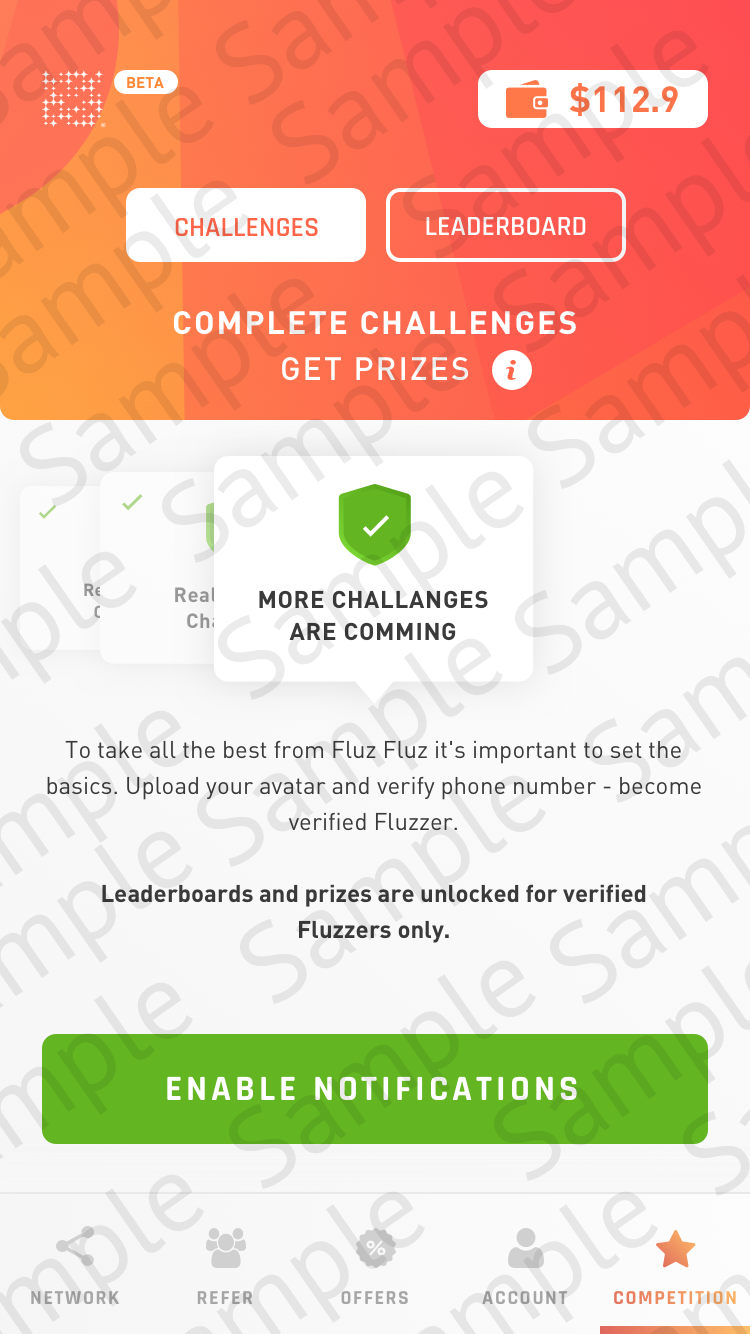 BETA
$112.9
CHALLENGES
LEADERBOARD
COMPLETE CHALLENGES
GET PRIZES i
Re
Real
Cha
MORE CHALLANGES
ARE COMMING
To take all the best from Fluz Fluz it's important to set the
basics. Upload your avatar and verify phone number - become
verified Fluzzer.
Leaderboards and prizes are unlocked for verified
Fluzzers only.
ENABLE NOTIFICATIONS
NETWORK
REFER
OFFERS
ACCOUNT
COMPETITION
Sample